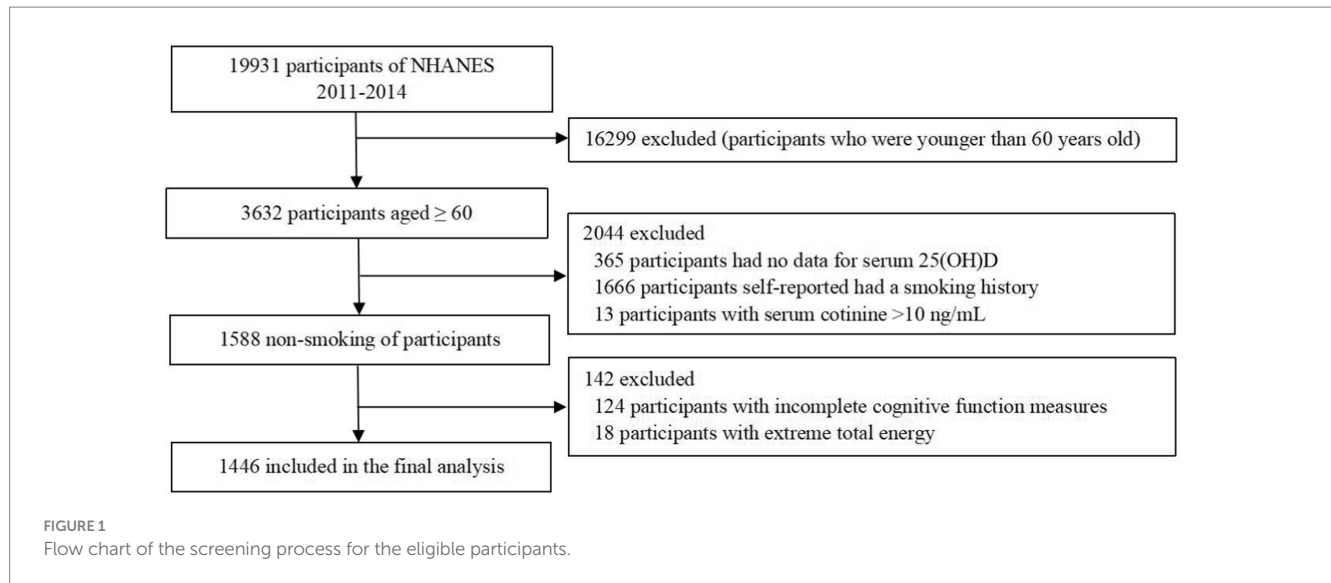 19931 participants of NHANES
2011-2014
16299 excluded (participants who were younger than 60 years old)
3632 participants aged ≥ 60
2044 excluded
365 participants had no data for serum 25(OH)D
1666 participants self-reported had a smoking history
13 participants with serum cotinine >10 ng/mL
1588 non-smoking of participants
142 excluded
124 participants with incomplete cognitive function measures
18 participants with extreme total energy
1446 included in the final analysis
FIGURE 1
Flow chart of the screening process for the eligible participants.